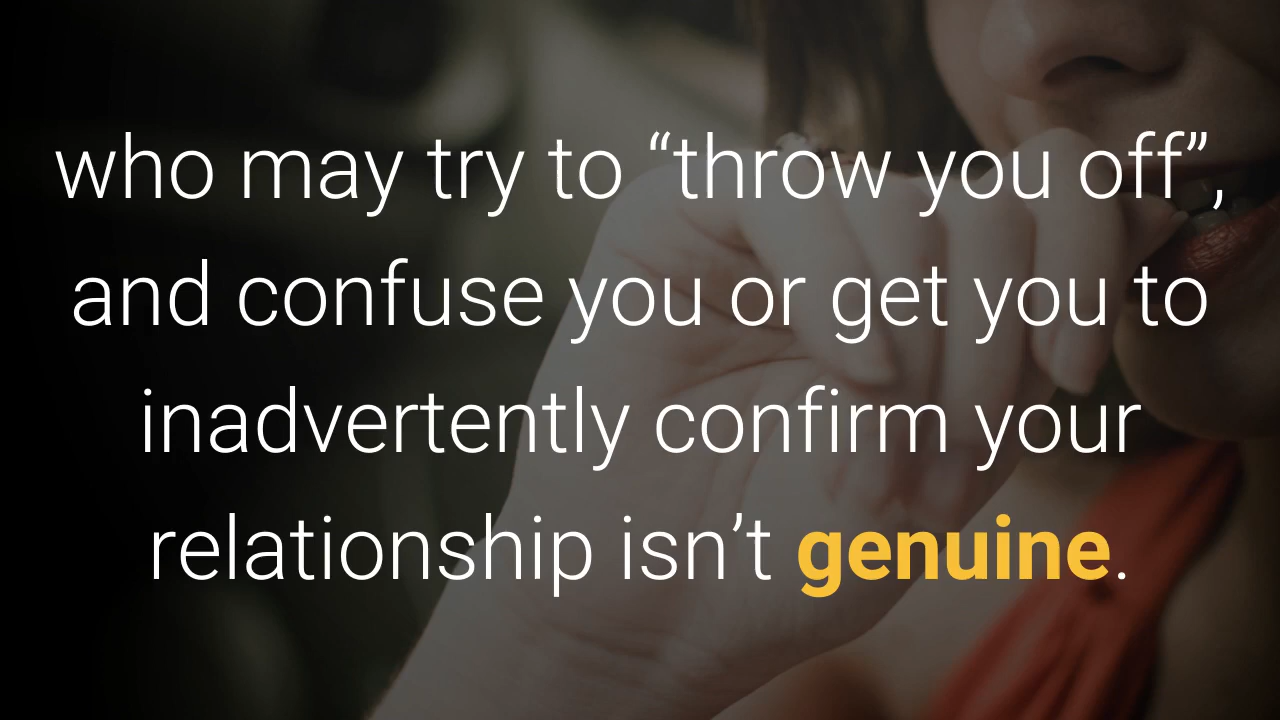 who may try to “throw you off”,
and confuse you or get you to
inadvertently confirm your
relationship isn’t genuine.